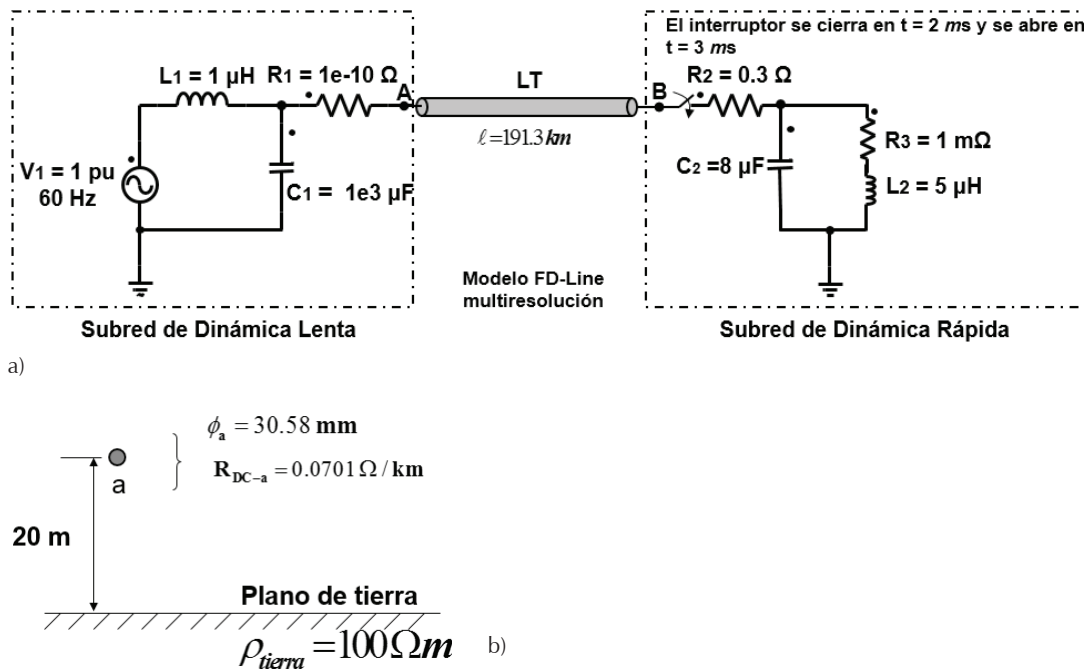 El interruptor se cierra en t = 2 ms y se abre en
t = 3 ms
L1 = 1 µH
R1 = 1e-10 Ω
A
LT
B
R2 = 0.3 Ω
ℓ=191.3km
V1 = 1 pu
60 Hz
C1 = 1e3 µF
C2 =8 µF
R3 = 1 mΩ
L2 = 5 µH
Modelo FD-Line
multiresolución
Subred de Dinámica Lenta
Subred de Dinámica Rápida
a)
ϕa = 30.58 mm
RDC-a = 0.0701 Ω / km
a
20 m
Plano de tierra
ρtierra =100Ωm
b)